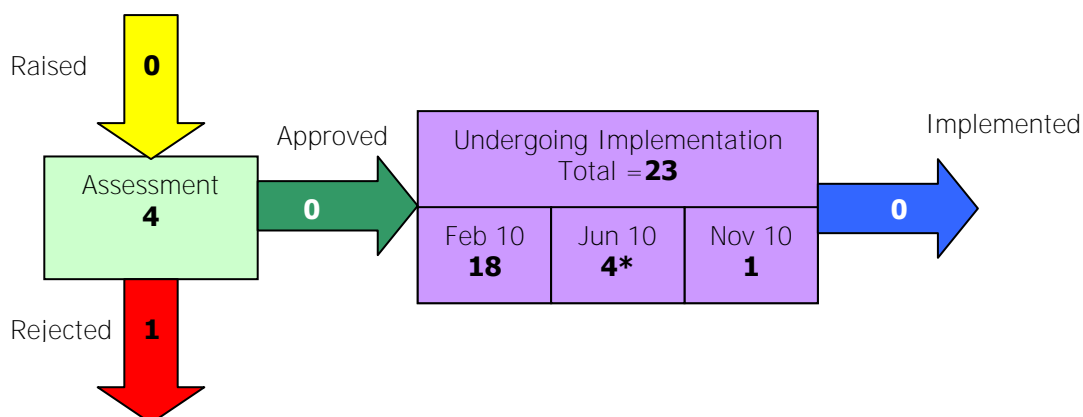 Raised
0
Approved
Implemented
Undergoing Implementation
Total =23
Assessment
4
0
0
Feb 10
18
Jun 10
4*
Nov 10
1
Rejected
1